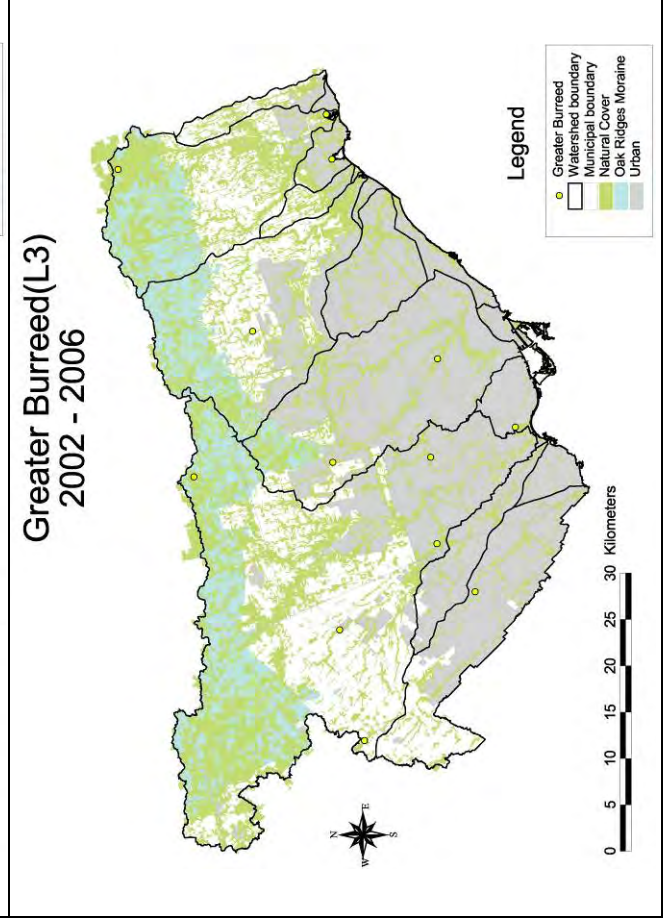 Greater Burreed(L3)
2002 - 2006
Legend
Greater Burreed
Watershed boundary
Municipal boundary
Natural Cover
Oak Ridges Moraine
Urban
N
W
E
S
0 5 10 15 20 25 30 Kilometers